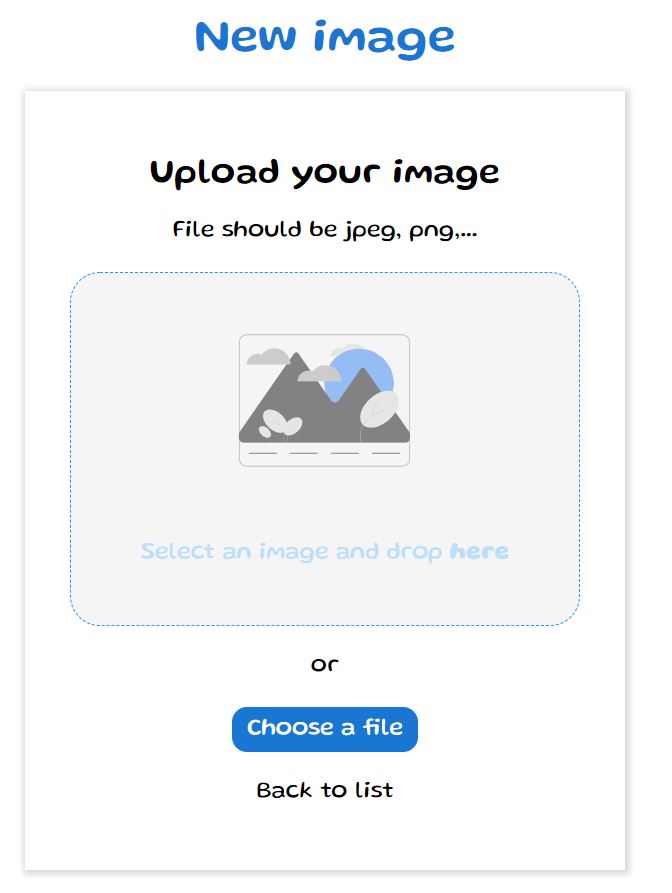 New image
Upload your image
File should be jpeg, png,...
Select an image and drop here
or
Choose a file
Back to list